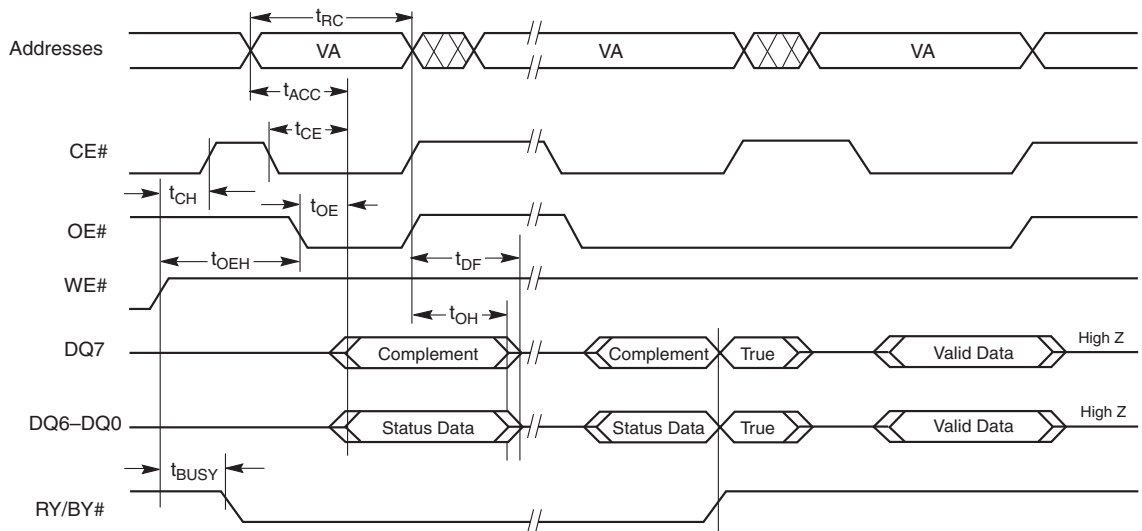 tRC
Addresses VA VA VA
tACC
tCE
CE#
tCH tOE
OE#
tOEH tDF
WE#
tOH
DQ7 Complement Complement True Valid Data High Z
DQ6–DQ0 Status Data Status Data True Valid Data High Z
tBUSY
RY/BY#